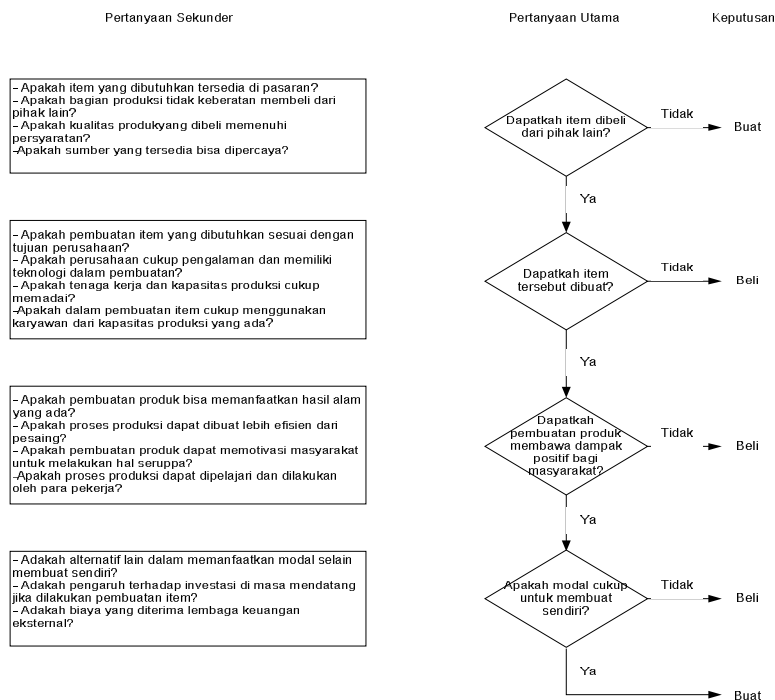 Pertanyaan Sekunder
Pertanyaan Utama
Keputusan
– Apakah item yang dibutuhkan tersedia di pasaran?
– Apakah bagian produksi tidak keberatan membeli dari
pihak lain?
– Apakah kualitas produkyang dibeli memenuhi
persyaratan?
-Apakah sumber yang tersedia bisa dipercaya?
Dapatkah item dibeli
dari pihak lain?
Tidak
Buat
Ya
– Apakah pembuatan item yang dibutuhkan sesuai dengan
tujuan perusahaan?
– Apakah perusahaan cukup pengalaman dan memiliki
teknologi dalam pembuatan?
– Apakah tenaga kerja dan kapasitas produksi cukup
memadai?
-Apakah dalam pembuatan item cukup menggunakan
karyawan dari kapasitas produksi yang ada?
Dapatkah item
tersebut dibuat?
Tidak
Beli
Ya
– Apakah pembuatan produk bisa memanfaatkan hasil alam
yang ada?
– Apakah proses produksi dapat dibuat lebih efisien dari
pesaing?
– Apakah pembuatan produk dapat memotivasi masyarakat
untuk melakukan hal seruppa?
-Apakah proses produksi dapat dipelajari dan dilakukan
oleh para pekerja?
Dapatkah
pembuatan produk
membawa dampak
positif bagi
masyarakat?
Tidak
Beli
Ya
– Adakah alternatif lain dalam memanfaatkan modal selain
membuat sendiri?
– Adakah pengaruh terhadap investasi di masa mendatang
jika dilakukan pembuatan item?
– Adakah biaya yang diterima lembaga keuangan
eksternal?
Apakah modal cukup
untuk membuat
sendiri?
Tidak
Beli
Ya
Buat